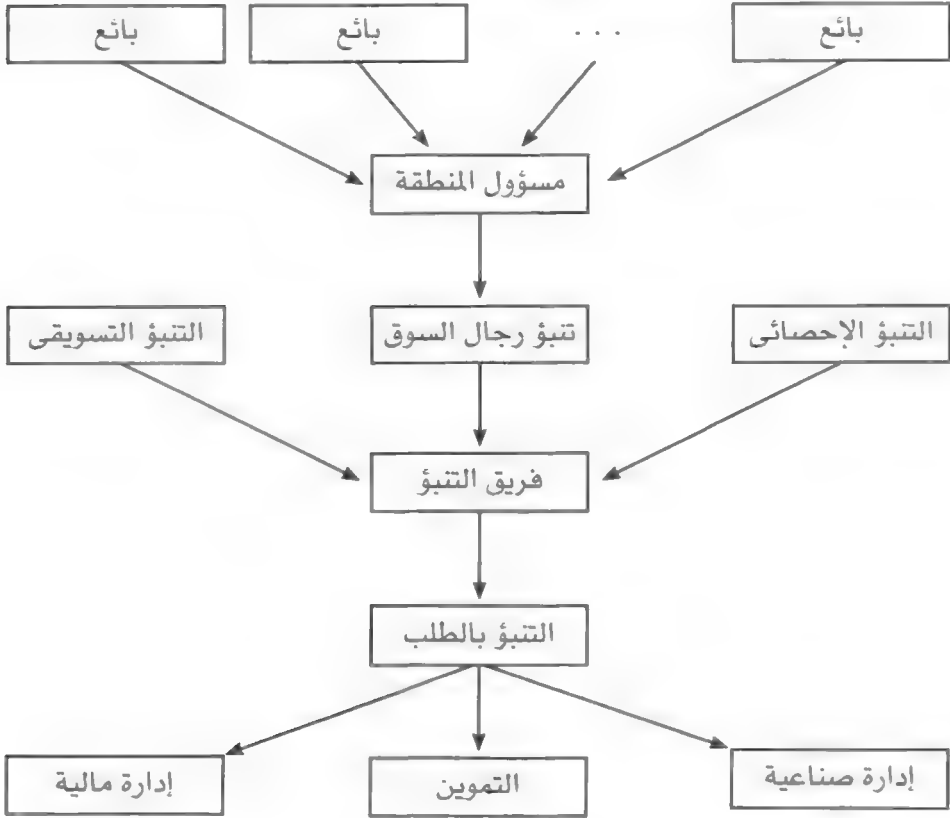 بائع
. . .
بائع
بائع
مسؤول المنطقة
التنبؤ الإحصائى
تنبؤ رجال السوق
التنبؤ التسويقى
فريق التنبؤ
التنبؤ بالطلب
إدارة صناعية
التموين
إدارة مالية